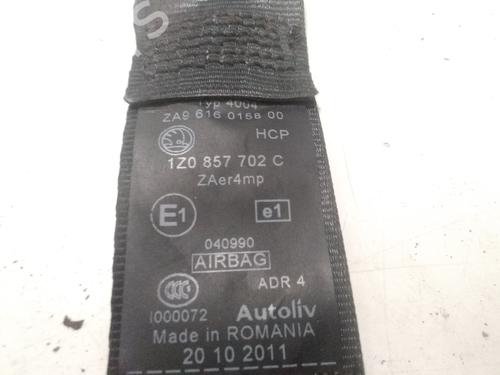 Typ 4004
ZA9 616 0158 00
HCP
1Z0 857 702 C
ZAer4mp
E1
e1
040990
AIRBAG
CCC
ADR 4
I000072
Autoliv
Made in ROMANIA
20 10 2011